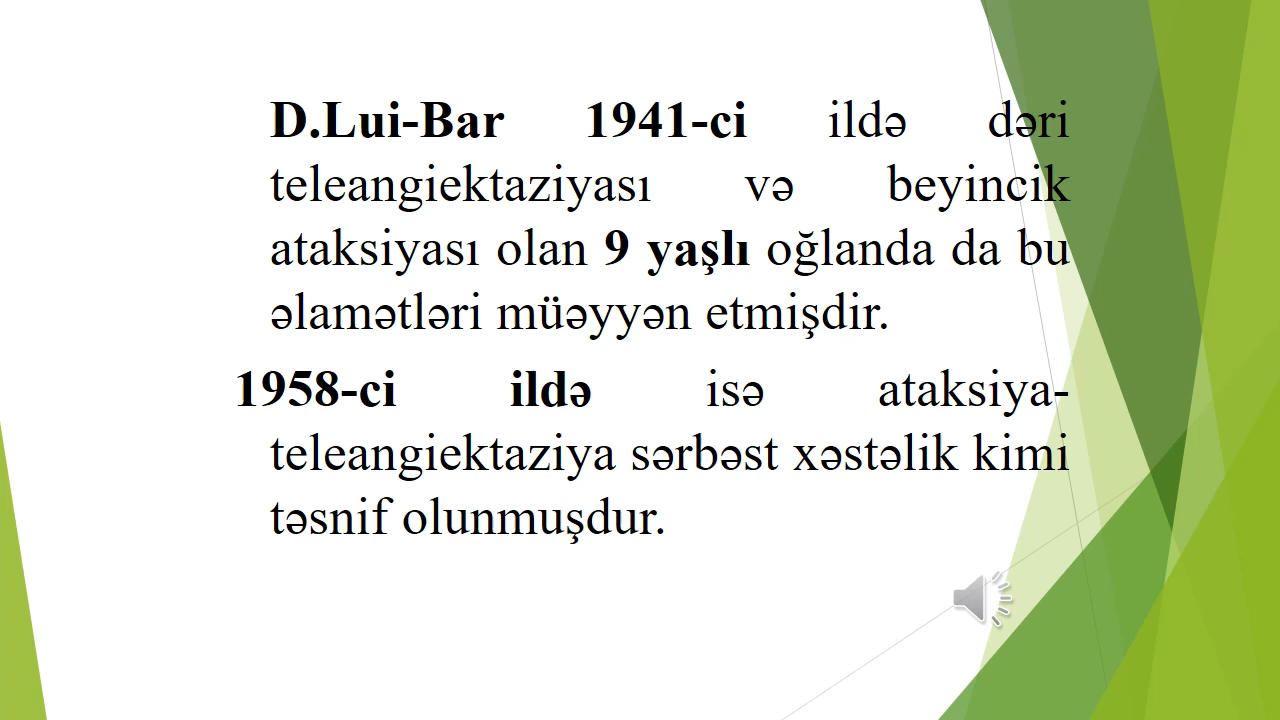 D.Lui-Bar 1941-ci ildə dəri
teleangiektaziyası və beyincik
ataksiyası olan 9 yaşlı oğlanda da bu
əlamətləri müəyyən etmişdir.
1958-ci ildə isə ataksiya-
teleangiektaziya sərbəst xəstəlik kimi
təsnif olunmuşdur.